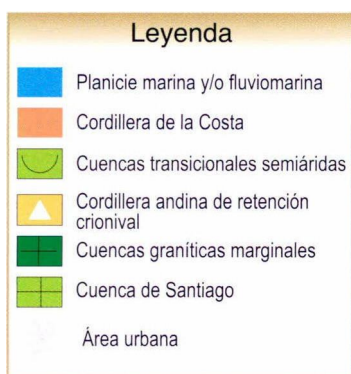 Leyenda
Planicie marina y/o fluviomarina
Cordillera de la Costa
Cuencas transicionales semiáridas
Cordillera andina de retención
crionival
Cuencas graníticas marginales
Cuenca de Santiago
Área urbana